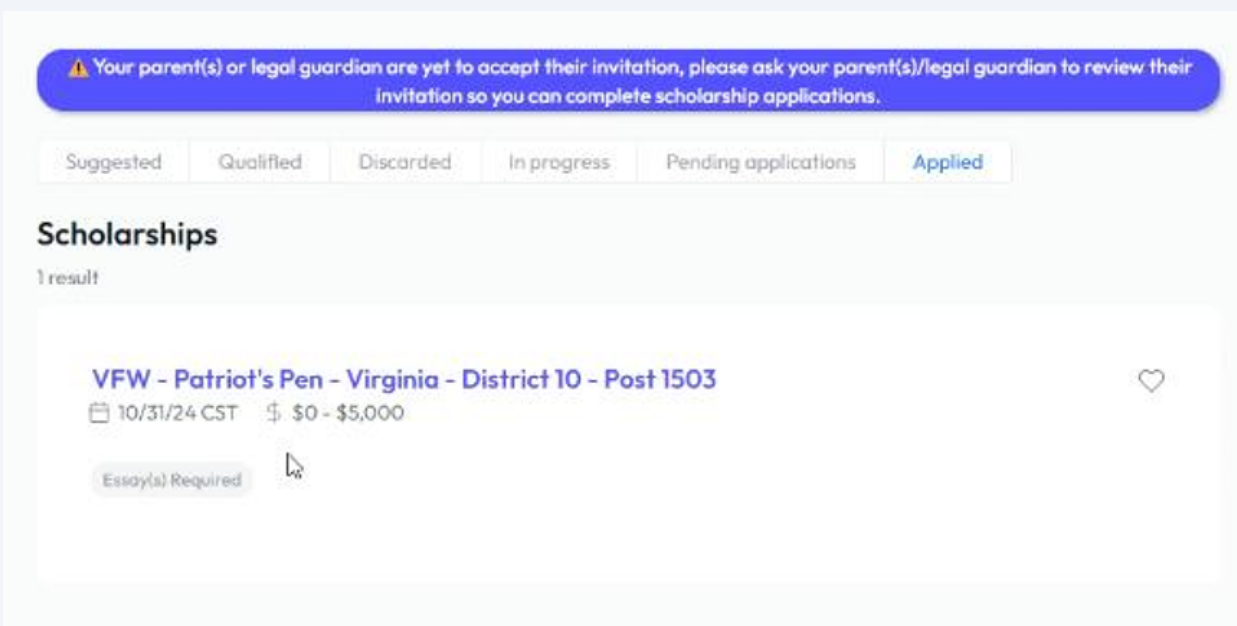 ⚠ Your parent(s) or legal guardian are yet to accept their invitation, please ask your parent(s)/legal guardian to review their
invitation so you can complete scholarship applications.
Suggested Qualified Discarded In progress Pending applications Applied
Scholarships
1 result
VFW - Patriot's Pen - Virginia - District 10 - Post 1503
10/31/24 CST $ $0 - $5,000
Essay(s) Required